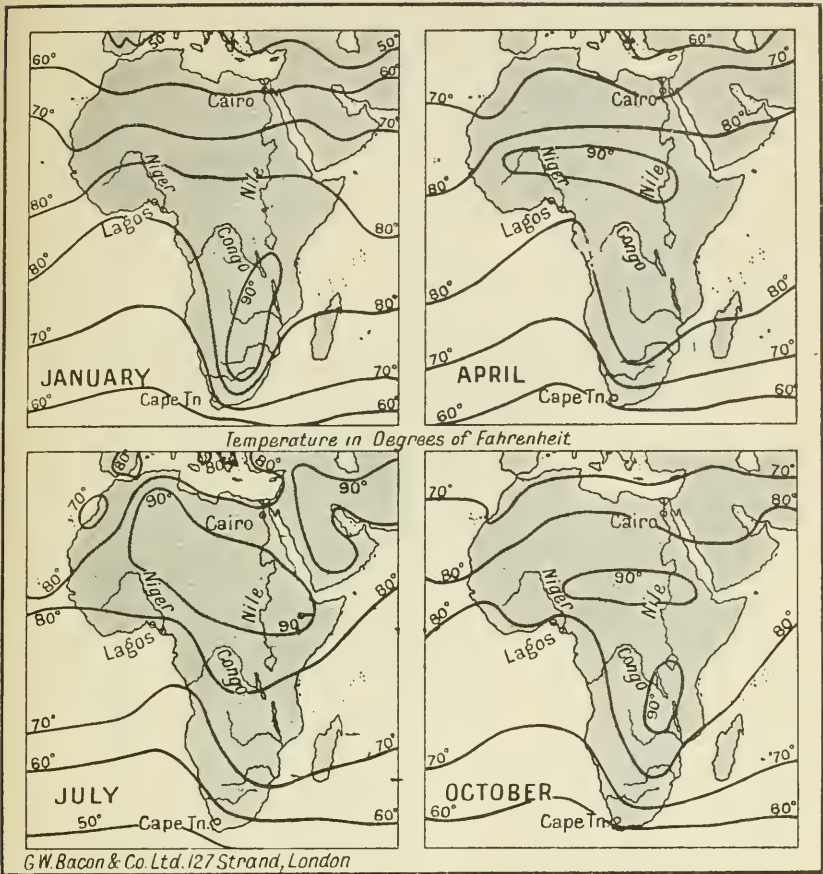 50°
50°
60°
60°
Cairo
70°
70°
Niger
Nile
80°
Lagos
80°
Congo
80°
90°
80°
70°
JANUARY
70°
60°
Cape Tn
60°
60°
70°
Cairo
70°
80°
90°
Niger
Nile
80°
Lagos
Congo
80°
80°
70°
70°
APRIL
60°
Cape Tn
60°
Temperature in Degrees of Fahrenheit
80°
80°
80°
90°
90°
70°
Cairo
80°
Niger
Nile
80°
80°
90°
Lagos
Congo
70°
70°
60°
JULY
50°
Cape Tn.
60°
70°
70°
80°
Cairo
80°
90°
Niger
Nile
80°
80°
Lagos
Congo
90°
70°
70°
OCTOBER
60°
60°
Cape Tn.
G.W. Bacon & Co. Ltd. 127 Strand, London